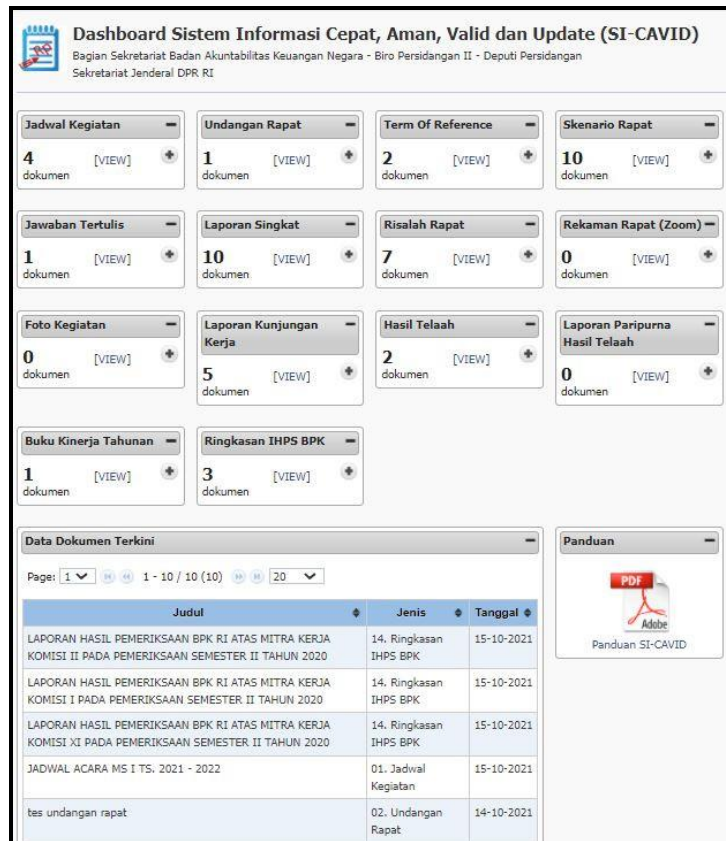 Dashboard Sistem Informasi Cepat, Aman, Valid dan Update (SI-CAVID)
Bagian Sekretariat Badan Akuntabilitas Keuangan Negara - Biro Persidangan II - Deputi Persidangan
Sekretariat Jenderal DPR RI
Jadwal Kegiatan
4 [VIEW]
dokumen
Undangan Rapat
1 [VIEW]
dokumen
Term Of Reference
2 [VIEW]
dokumen
Skenario Rapat
10 [VIEW]
dokumen
Jawaban Tertulis
1 [VIEW]
dokumen
Laporan Singkat
10 [VIEW]
dokumen
Risalah Rapat
7 [VIEW]
dokumen
Rekaman Rapat (Zoom)
0 [VIEW]
dokumen
Foto Kegiatan
0 [VIEW]
dokumen
Laporan Kunjungan
Kerja
5 [VIEW]
dokumen
Hasil Telaah
2 [VIEW]
dokumen
Laporan Paripurna
Hasil Telaah
0 [VIEW]
dokumen
Buku Kinerja Tahunan
1 [VIEW]
dokumen
Ringkasan IHPS BPK
3 [VIEW]
dokumen
Data Dokumen Terkini
Page: 1 1 - 10 / 10 (10) 20
Judul Jenis Tanggal
LAPORAN HASIL PEMERIKSAAN BPK RI ATAS MITRA KERJA 14. Ringkasan 15-10-2021
KOMISI II PADA PEMERIKSAAN SEMESTER II TAHUN 2020 IHPS BPK
LAPORAN HASIL PEMERIKSAAN BPK RI ATAS MITRA KERJA 14. Ringkasan 15-10-2021
KOMISI I PADA PEMERIKSAAN SEMESTER II TAHUN 2020 IHPS BPK
LAPORAN HASIL PEMERIKSAAN BPK RI ATAS MITRA KERJA 14. Ringkasan 15-10-2021
KOMISI XI PADA PEMERIKSAAN SEMESTER II TAHUN 2020 IHPS BPK
JADWAL ACARA MS I TS. 2021 - 2022 01. Jadwal 15-10-2021
Kegiatan
tes undangan rapat 02. Undangan 14-10-2021
Rapat
Panduan
PDF
Adobe
Panduan SI-CAVID